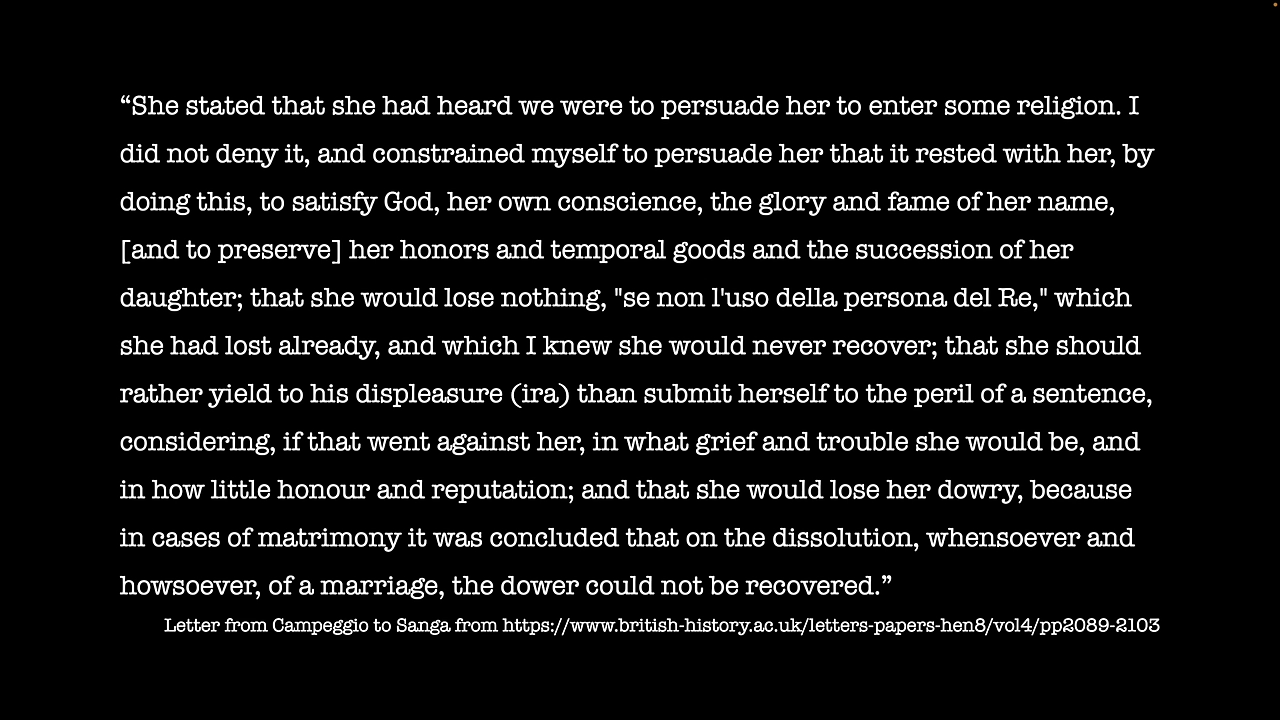 “She stated that she had heard we were to persuade her to enter some religion. I
did not deny it, and constrained myself to persuade her that it rested with her, by
doing this, to satisfy God, her own conscience, the glory and fame of her name,
[and to preserve] her honors and temporal goods and the succession of her
daughter; that she would lose nothing, "se non l'uso della persona del Re," which
she had lost already, and which I knew she would never recover; that she should
rather yield to his displeasure (ira) than submit herself to the peril of a sentence,
considering, if that went against her, in what grief and trouble she would be, and
in how little honour and reputation; and that she would lose her dowry, because
in cases of matrimony it was concluded that on the dissolution, whensoever and
howsoever, of a marriage, the dower could not be recovered.”
Letter from Campeggio to Sanga from https://www.british-history.ac.uk/letters-papers-hen8/vol4/pp2089-2103